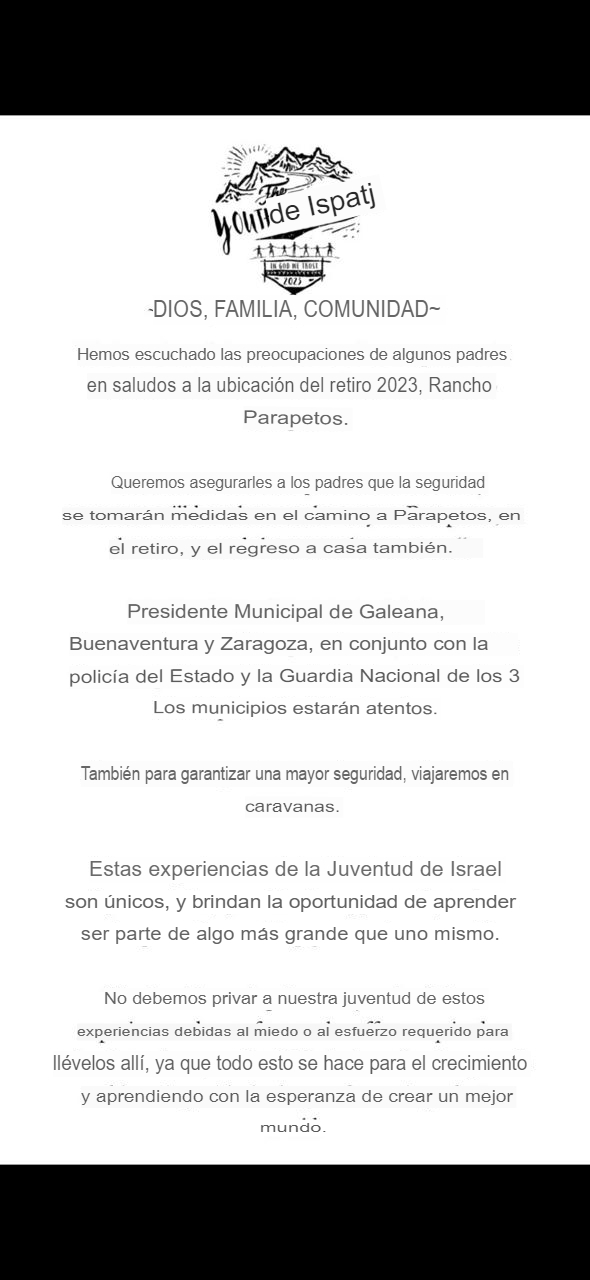 The
YOUTH de Ispatj
IN GOD WE TRUST
2023
~DIOS, FAMILIA, COMUNIDAD~
Hemos escuchado las preocupaciones de algunos padres
en saludos a la ubicación del retiro 2023, Rancho
Parapetos.
Queremos asegurarles a los padres que la seguridad
se tomarán medidas en el camino a Parapetos, en
el retiro, y el regreso a casa también.
Presidente Municipal de Galeana,
Buenaventura y Zaragoza, en conjunto con la
policía del Estado y la Guardia Nacional de los 3
Los municipios estarán atentos.
También para garantizar una mayor seguridad, viajaremos en
caravanas.
Estas experiencias de la Juventud de Israel
son únicos, y brindan la oportunidad de aprender
ser parte de algo más grande que uno mismo.
No debemos privar a nuestra juventud de estos
experiencias debidas al miedo o al esfuerzo requerido para
llévelos allí, ya que todo esto se hace para el crecimiento
y aprendiendo con la esperanza de crear un mejor
mundo.